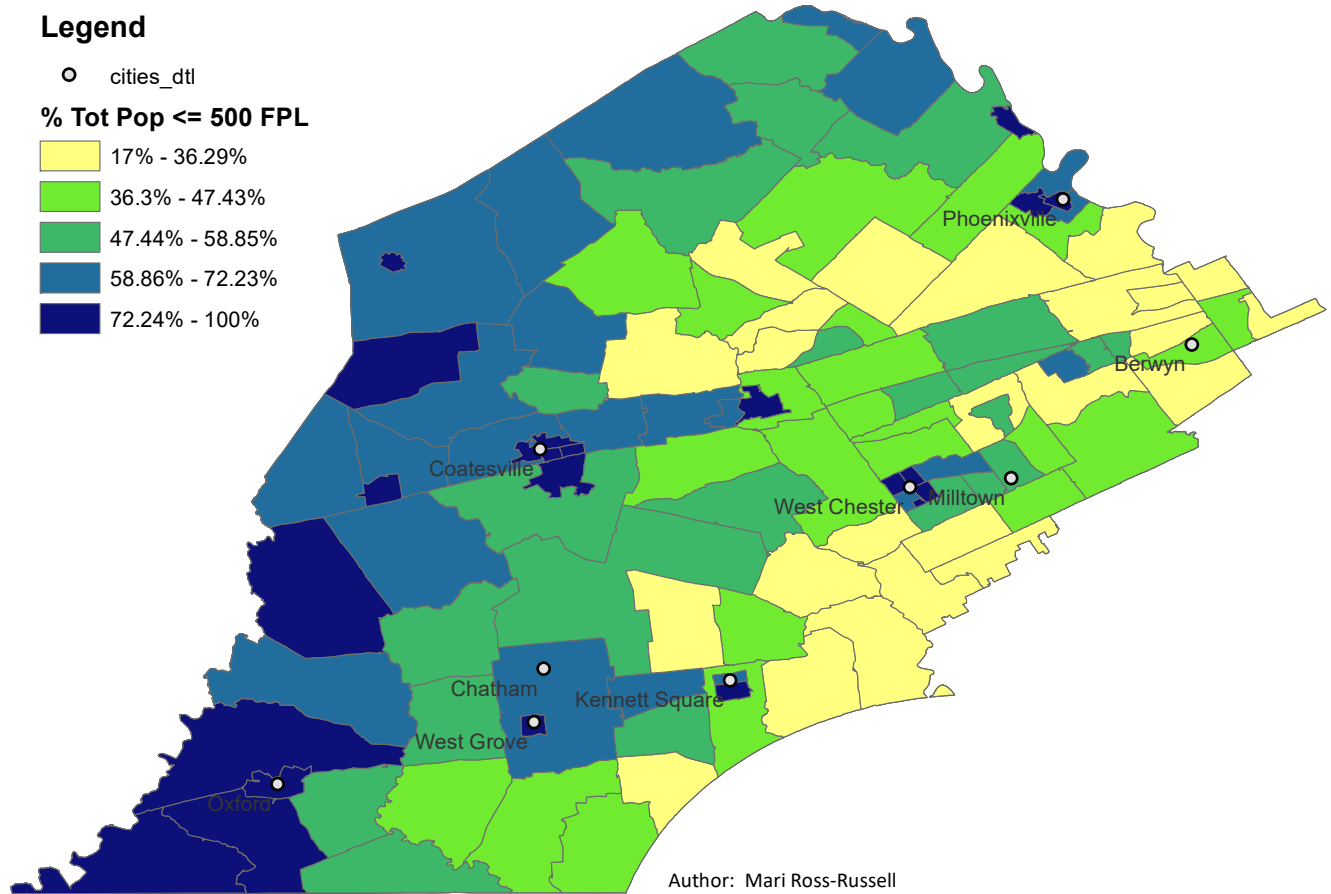 Legend
cities_dtl
% Tot Pop <= 500 FPL
17% - 36.29%
36.3% - 47.43%
47.44% - 58.85%
58.86% - 72.23%
72.24% - 100%
Phoenixville
Berwyn
Coatesville
West Chester
Milltown
Chatham
Kennett Square
West Grove
Oxford
Author: Mari Ross-Russell